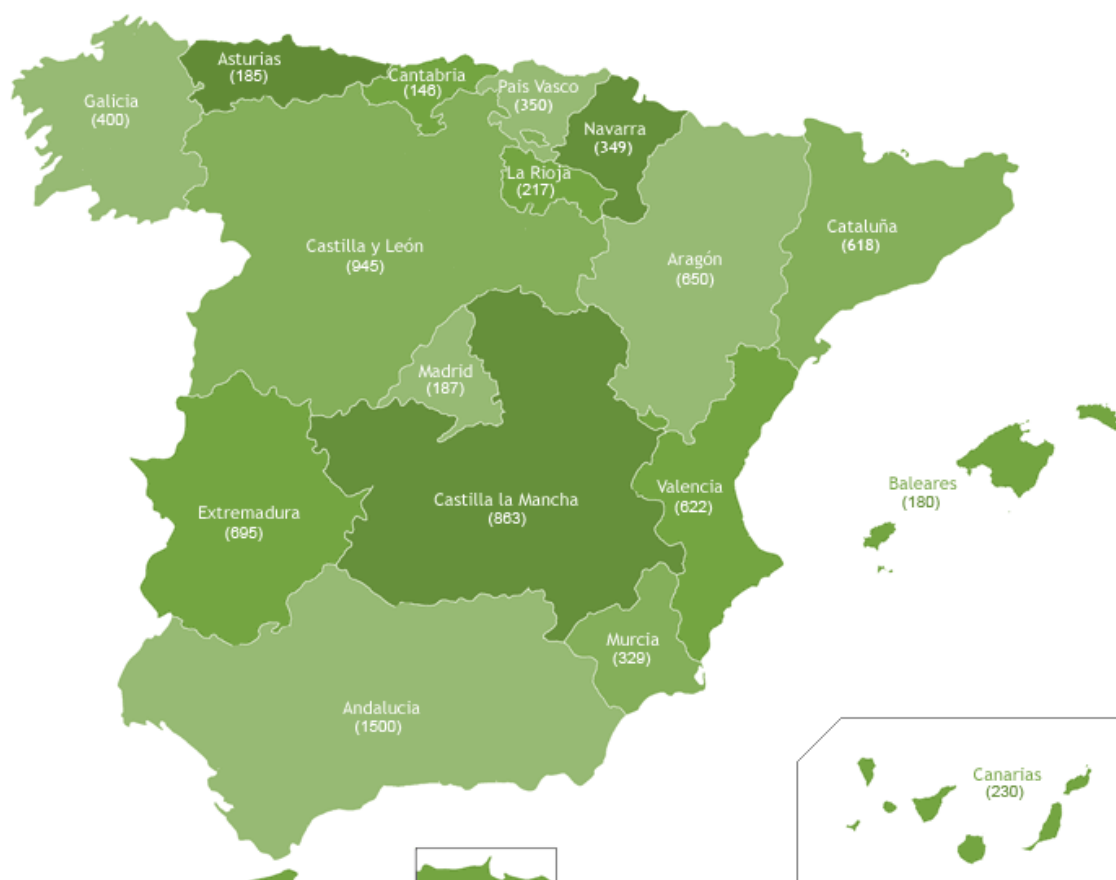 Asturias
(185)
Cantabria
(146)
País Vasco
(350)
Galicia
(400)
Navarra
(349)
La Rioja
(217)
Cataluña
(618)
Castilla y León
(945)
Aragón
(650)
Madrid
(187)
Baleares
(180)
Valencia
(622)
Castilla la Mancha
(863)
Extremadura
(695)
Murcia
(329)
Andalucia
(1500)
Canarias
(230)